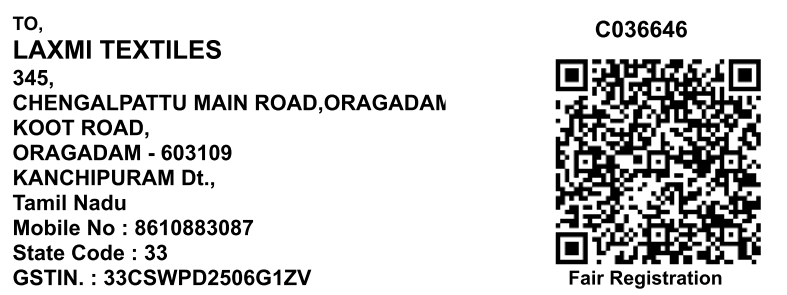 TO,
LAXMI TEXTILES
345,
CHENGALPATTU MAIN ROAD,ORAGADAM
KOOT ROAD,
ORAGADAM - 603109
KANCHIPURAM Dt.,
Tamil Nadu
Mobile No : 8610883087
State Code : 33
GSTIN. : 33CSWPD2506G1ZV
C036646
Fair Registration